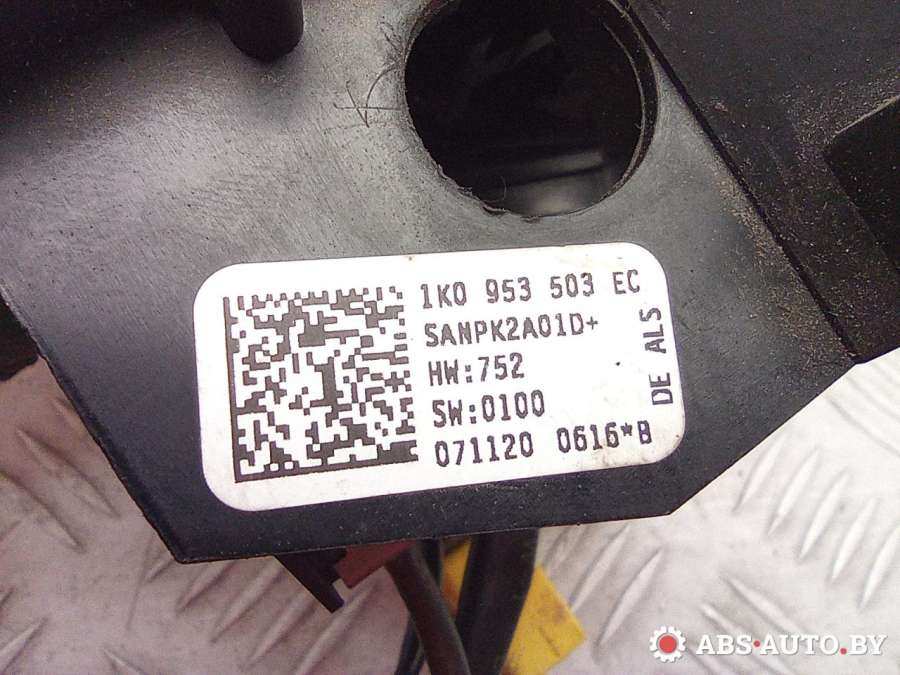 1K0 953 503 EC
SANPK2A01D+
HW:752
SW:0100
071120 0616*B
DE ALS
ABS-AUTO.BY